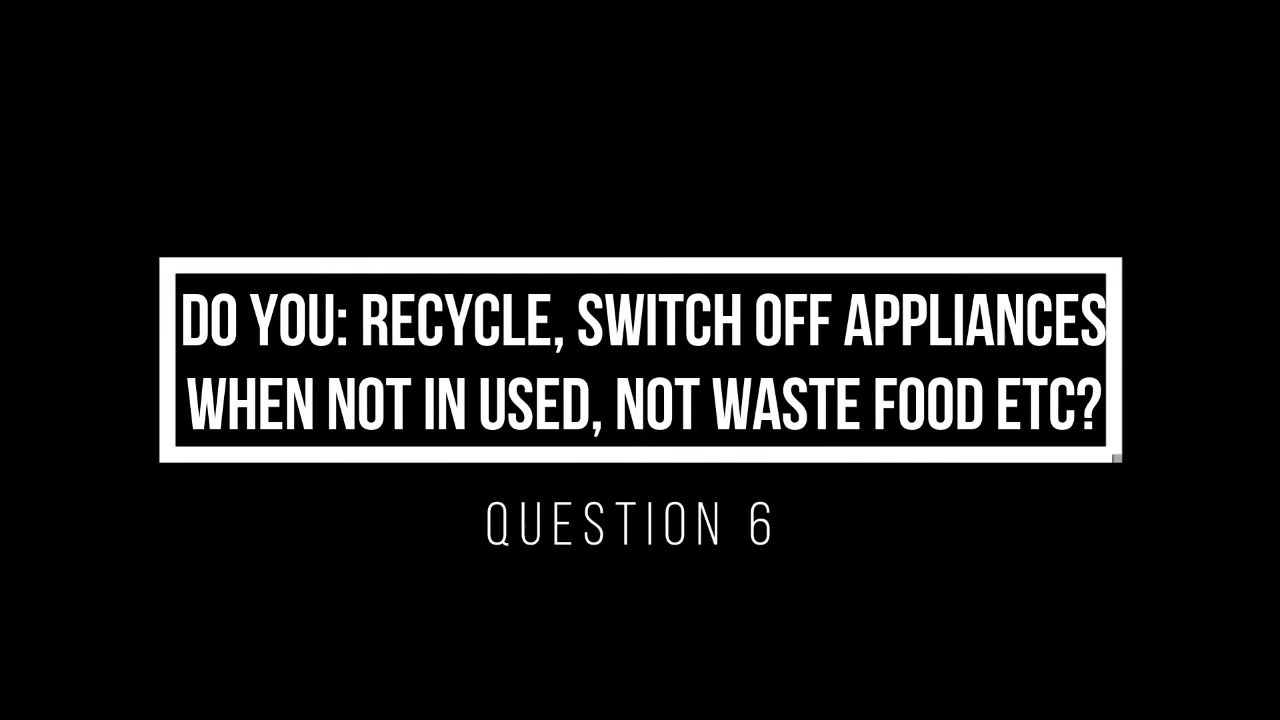 DO YOU: RECYCLE, SWITCH OFF APPLIANCES
WHEN NOT IN USED, NOT WASTE FOOD ETC?
QUESTION 6